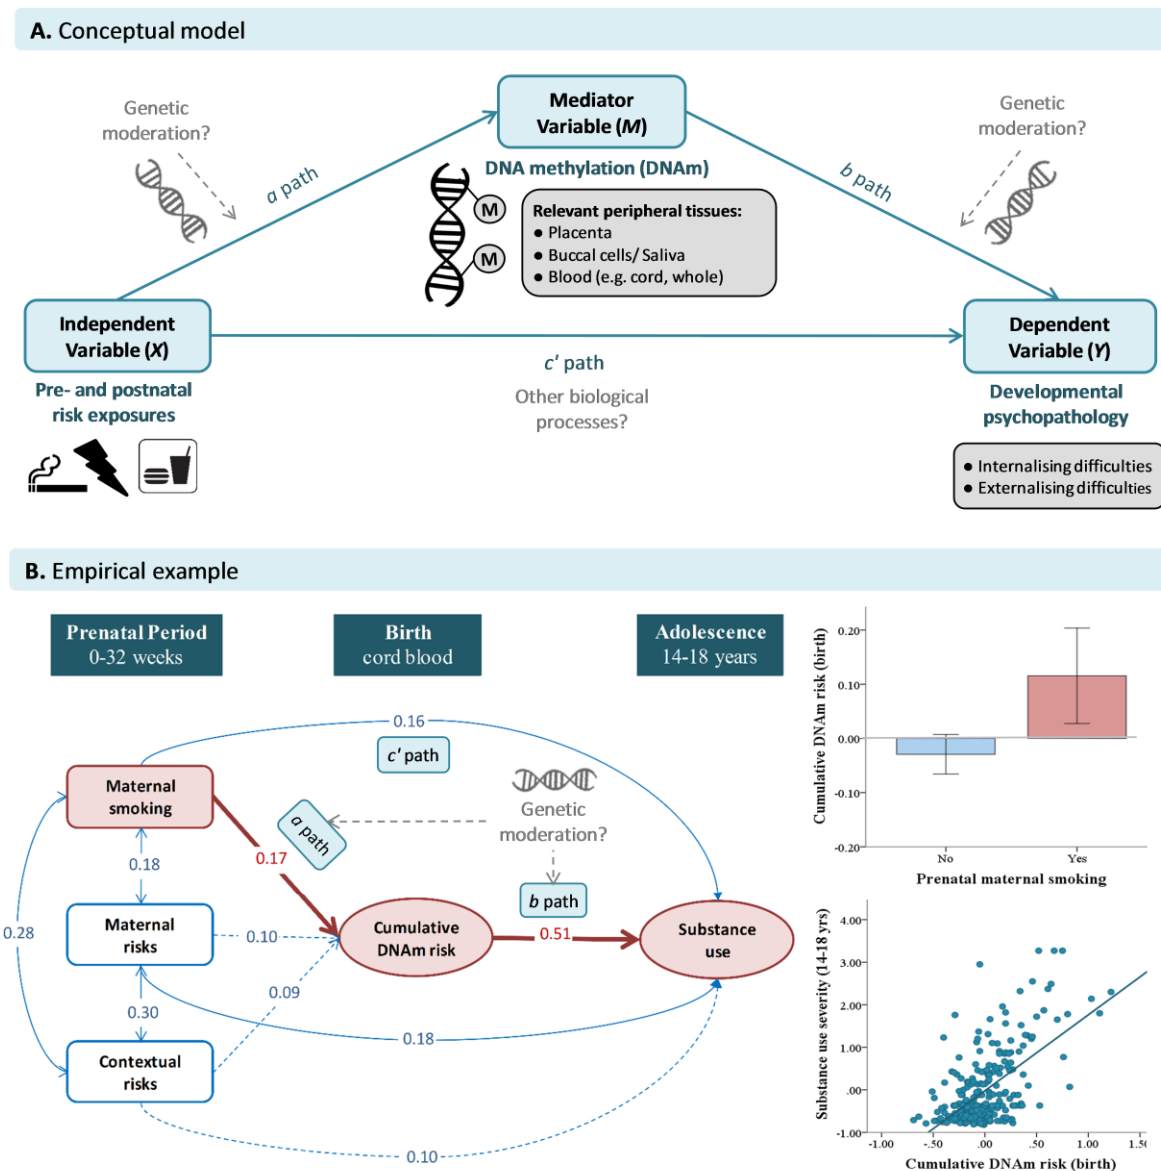 A. Conceptual model
Genetic
moderation?
a path
Mediator
Variable (M)
DNA methylation (DNAm)
M
M
Relevant peripheral tissues:
● Placenta
● Buccal cells/ Saliva
● Blood (e.g. cord, whole)
b path
Genetic
moderation?
Independent
Variable (X)
Pre- and postnatal
risk exposures
c' path
Other biological
processes?
Dependent
Variable (Y)
Developmental
psychopathology
● Internalising difficulties
● Externalising difficulties
B. Empirical example
Prenatal Period
0-32 weeks
Birth
cord blood
Adolescence
14-18 years
0.16
c' path
Maternal
smoking
a path
Genetic
moderation?
0.17
0.18
b path
0.28
Maternal
risks
0.10
Cumulative
DNAm risk
0.51
Substance
use
0.09
0.30
0.18
Contextual
risks
0.10
Cumulative DNAm risk (birth)
0.20
0.10
0.00
-0.10
-0.20
No
Yes
Prenatal maternal smoking
Substance use severity (14-18 yrs)
4.00
3.00
2.00
1.00
.00
-1.00
-1.00
-.50
.00
.50
1.00
1.50
Cumulative DNAm risk (birth)